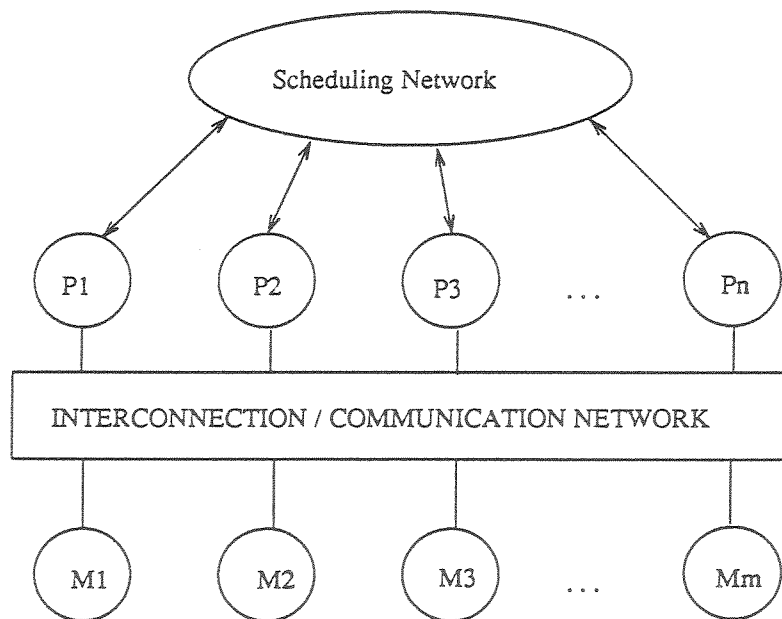 Scheduling Network
P1 P2 P3 ... Pn
INTERCONNECTION / COMMUNICATION NETWORK
M1 M2 M3 ... Mm